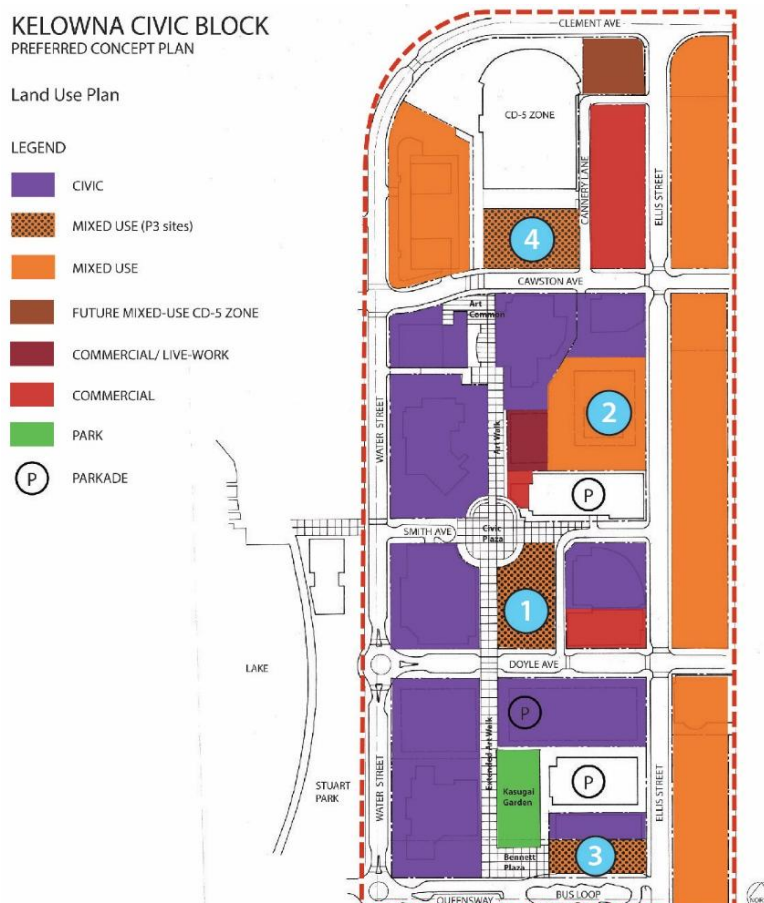 KELOWNA CIVIC BLOCK
PREFERRED CONCEPT PLAN
Land Use Plan
LEGEND
CIVIC
MIXED USE (P3 sites)
MIXED USE
FUTURE MIXED-USE CD-5 ZONE
COMMERCIAL/ LIVE-WORK
COMMERCIAL
PARK
P PARKADE
CLEMENT AVE
CD-5 ZONE
CANNERY LANE
ELLIS STREET
4
CAWSTON AVE
Art
Common
WATER STREET
Art Walk
2
P
SMITH AVE
Civic
Plaza
1
DOYLE AVE
LAKE
P
Extended Art Walk
STUART
PARK
WATER STREET
Kasugai
Garden
P
ELLIS STREET
Bennett
Plaza
3
QUEENSWAY
BUS LOOP